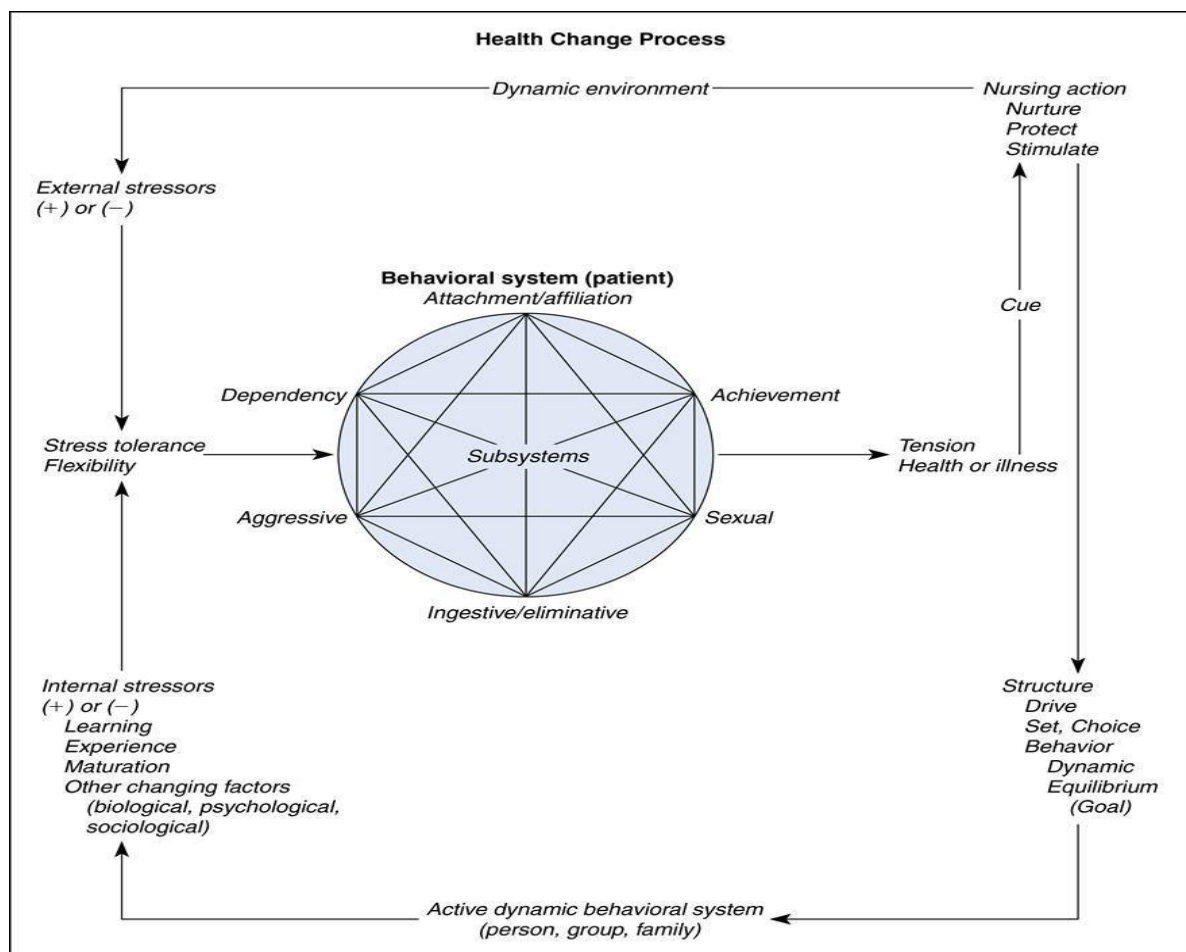 Health Change Process
Dynamic environment
Nursing action
Nurture
Protect
Stimulate
External stressors
(+) or (−)
Behavioral system (patient)
Attachment/affiliation
Cue
Dependency
Achievement
Stress tolerance
Flexibility
Subsystems
Tension
Health or illness
Aggressive
Sexual
Ingestive/eliminative
Internal stressors
(+) or (−)
Learning
Experience
Maturation
Other changing factors
(biological, psychological,
sociological)
Structure
Drive
Set, Choice
Behavior
Dynamic
Equilibrium
(Goal)
Active dynamic behavioral system
(person, group, family)